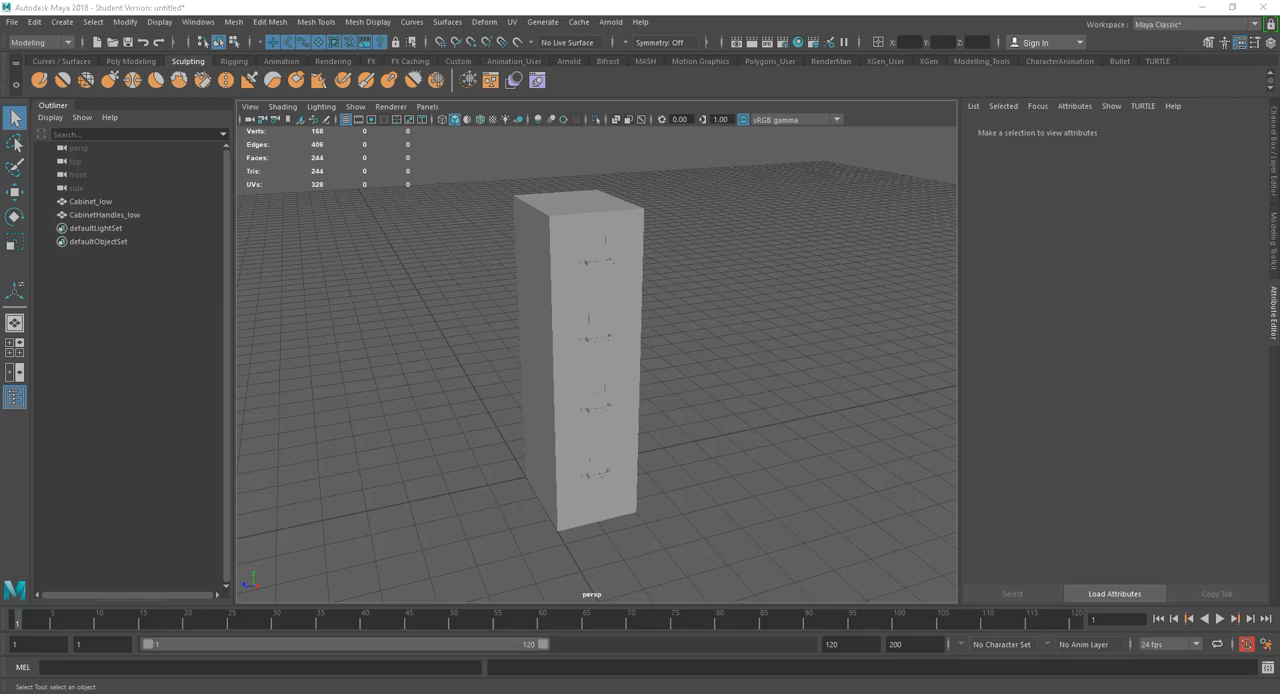 Autodesk Maya 2018 - Student Version: untitled*
File Edit Create Select Modify Display Windows Mesh Edit Mesh Mesh Tools Mesh Display Curves Surfaces Deform UV Generate Cache Arnold Help
Workspace : Maya Classic*
Modeling No Live Surface Symmetry: Off X: Y: Z: Sign In
Curves / Surfaces Poly Modeling Sculpting Rigging Animation Rendering FX FX Caching Custom Animation_User Arnold Bifrost MASH Motion Graphics Polygons_User RenderMan XGen_User XGen Modelling_Tools CharacterAnimation Bullet TURTLE
Outliner
Display Show Help
Search...
persp
top
front
side
Cabinet_low
CabinetHandles_low
defaultLightSet
defaultObjectSet
View Shading Lighting Show Renderer Panels
0.00 1.00 sRGB gamma
Verts: 168 0 0
Edges: 406 0 0
Faces: 244 0 0
Tris: 244 0 0
UVs: 328 0 0
y
persp
List Selected Focus Attributes Show TURTLE Help
Make a selection to view attributes
Select Load Attributes Copy Tab
Channel Box / Layer Editor
Modeling Toolkit
Attribute Editor
5 10 15 20 25 30 35 40 45 50 55 60 65 70 75 80 85 90 95 100 105 110 115 120
1 1
1 1 1 120 120 200 No Character Set No Anim Layer 24 fps
MEL
Select Tool: select an object